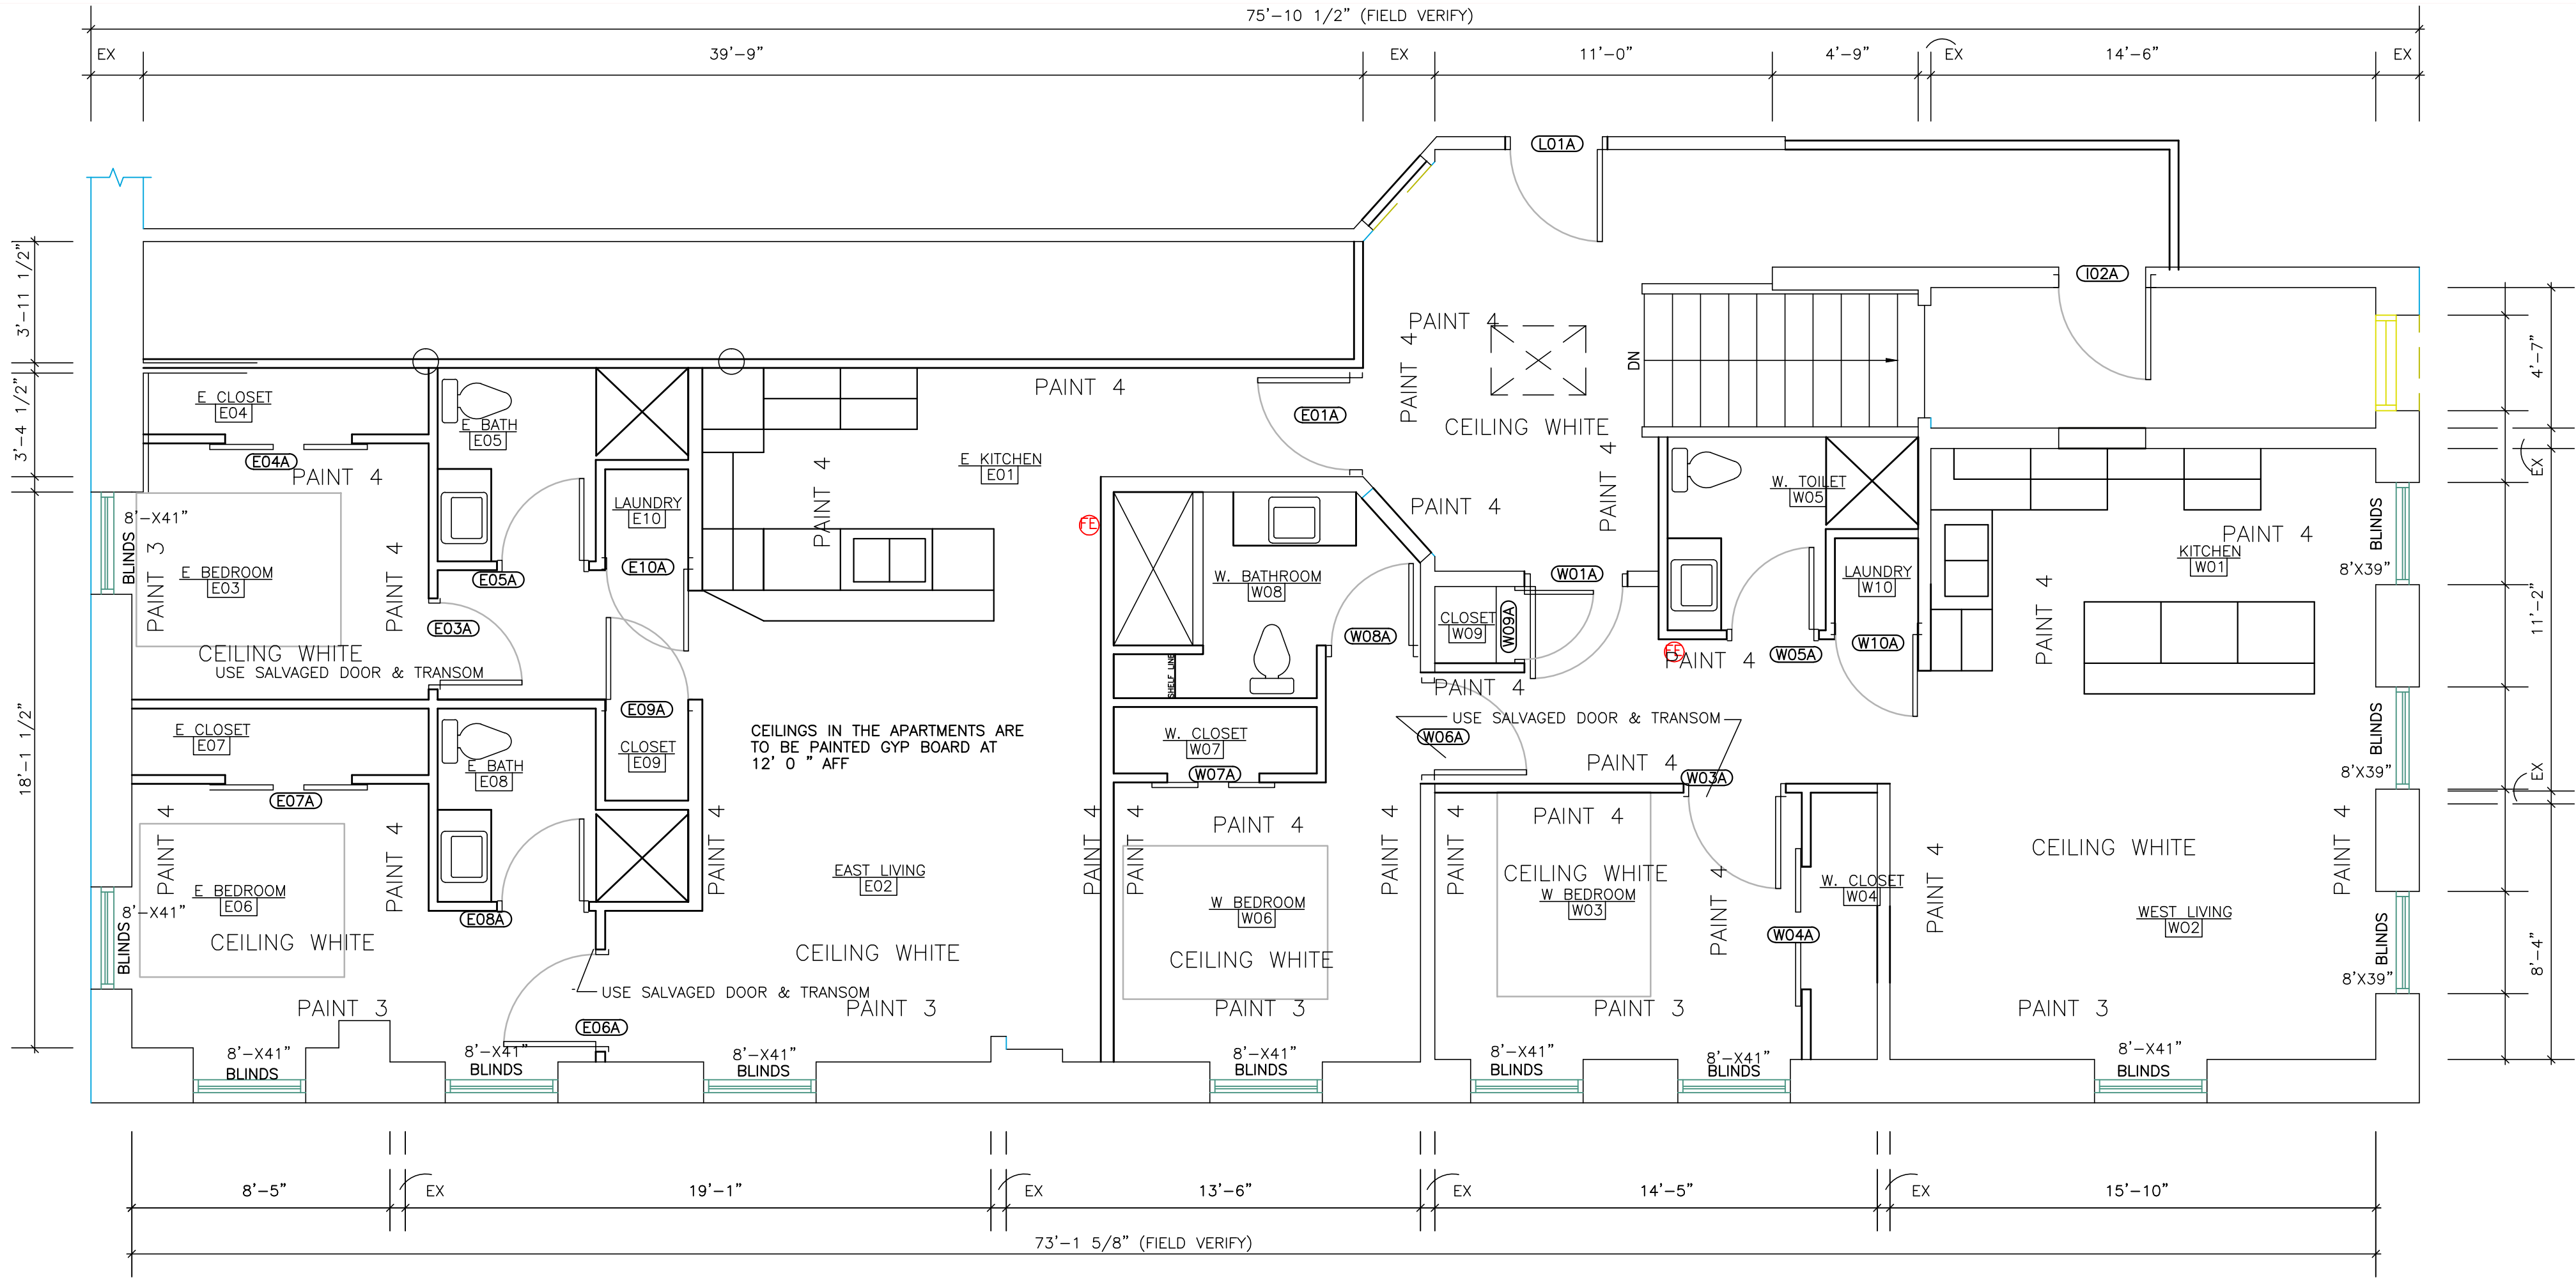 75'-10 1/2" (FIELD VERIFY)
EX
39'-9"
EX
11'-0"
4'-9"
EX
14'-6"
EX
L01A
I02A
3'-11 1/2"
3'-4 1/2"
18'-1 1/2"
4'-7"
EX
11'-2"
EX
8'-4"
E CLOSET
E04
E04A
PAINT 4
E BATH
E05
E05A
LAUNDRY
E10
E10A
PAINT 4
E KITCHEN
E01
PAINT 4
E01A
FE
8'-X41"
BLINDS
PAINT 3
E BEDROOM
E03
PAINT 4
E03A
CEILING WHITE
USE SALVAGED DOOR & TRANSOM
E CLOSET
E07
E07A
E BATH
E08
E08A
E09A
CLOSET
E09
CEILINGS IN THE APARTMENTS ARE
TO BE PAINTED GYP BOARD AT
12' 0 " AFF
PAINT 4
PAINT 4
PAINT 4
PAINT 4
8'-X41"
BLINDS
E BEDROOM
E06
CEILING WHITE
PAINT 3
EAST LIVING
E02
CEILING WHITE
USE SALVAGED DOOR & TRANSOM
PAINT 3
E06A
8'-X41"
BLINDS
8'-X41"
BLINDS
8'-X41"
BLINDS
PAINT 4
PAINT 4
CEILING WHITE
DN
PAINT 4
PAINT 4
W. BATHROOM
W08
W08A
SHELF LINE
CLOSET
W09
W09A
W01A
PAINT 4
W. TOILET
W05
W05A
FE
PAINT 4
LAUNDRY
W10
W10A
PAINT 4
KITCHEN
W01
PAINT 4
BLINDS
8'X39"
USE SALVAGED DOOR & TRANSOM
W06A
PAINT 4
W03A
W. CLOSET
W07
W07A
PAINT 4
PAINT 4
PAINT 4
W BEDROOM
W06
CEILING WHITE
PAINT 3
8'-X41"
BLINDS
PAINT 4
PAINT 4
CEILING WHITE
W BEDROOM
W03
PAINT 4
PAINT 3
8'-X41"
BLINDS
8'-X41"
BLINDS
W. CLOSET
W04
W04A
PAINT 4
CEILING WHITE
BLINDS
8'X39"
PAINT 4
WEST LIVING
W02
BLINDS
8'X39"
PAINT 3
8'-X41"
BLINDS
8'-5"
EX
19'-1"
EX
13'-6"
EX
14'-5"
EX
15'-10"
73'-1 5/8" (FIELD VERIFY)